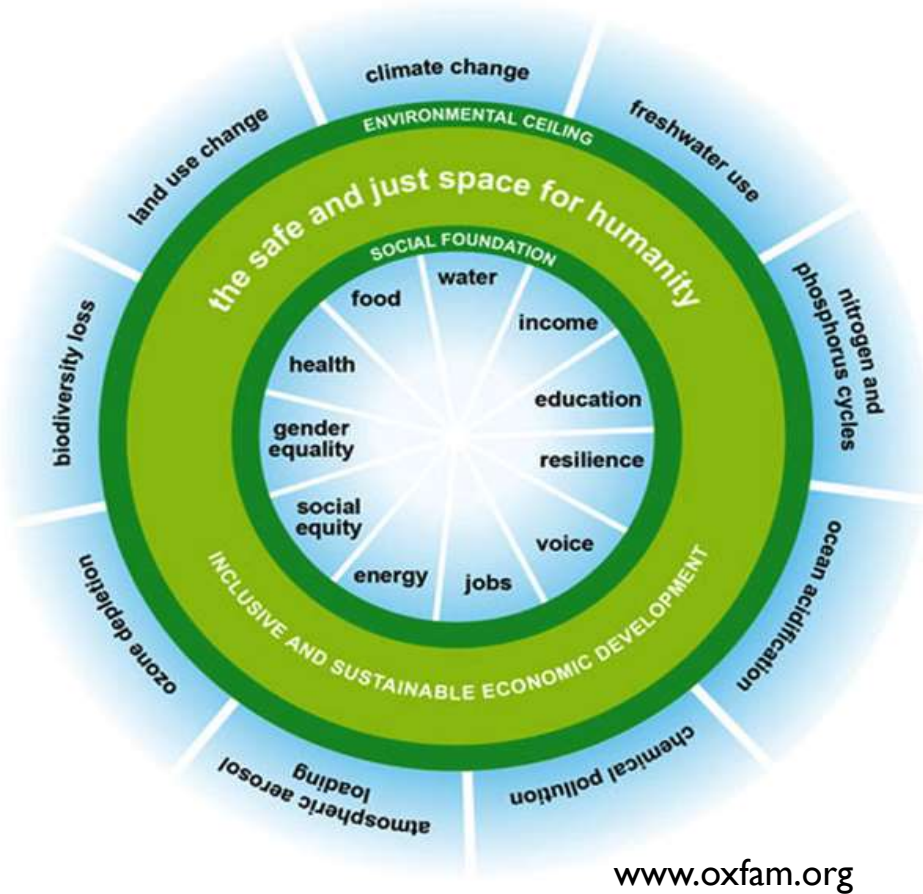 climate change
freshwater use
nitrogen and
phosphorus cycles
ocean acidification
chemical pollution
atmospheric aerosol
loading
ozone depletion
biodiversity loss
land use change
ENVIRONMENTAL CEILING
the safe and just space for humanity
SOCIAL FOUNDATION
water
income
education
resilience
voice
jobs
energy
social
equity
gender
equality
health
food
INCLUSIVE AND SUSTAINABLE ECONOMIC DEVELOPMENT
www.oxfam.org